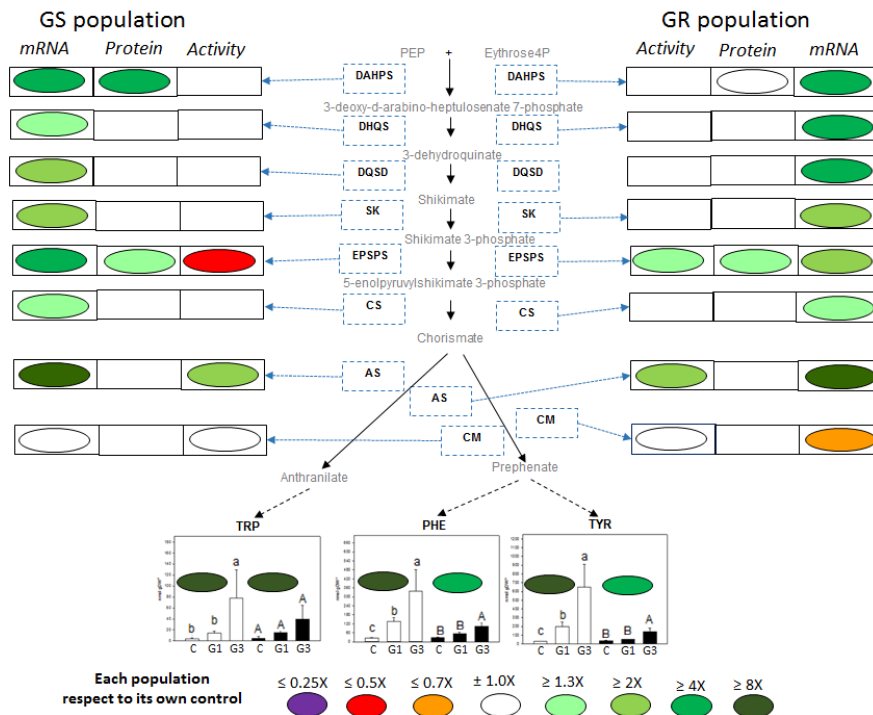 GS population
GR population
mRNA Protein Activity
Activity Protein mRNA
PEP + Eythrose4P
DAHPS DAHPS
3-deoxy-d-arabino-heptulosenate 7-phosphate
DHQS DHQS
3-dehydroquinate
DQSD DQSD
Shikimate
SK SK
Shikimate 3-phosphate
EPSPS EPSPS
5-enolpyruvylshikimate 3-phosphate
CS CS
Chorismate
AS
AS
CM
CM
Anthranilate Prephenate
TRP PHE TYR
b b a A A A
c b a B B A
c b a B B A
C G1 G3 C G1 G3
C G1 G3 C G1 G3
C G1 G3 C G1 G3
Each population
respect to its own control
≤ 0.25X ≤ 0.5X ≤ 0.7X ± 1.0X ≥ 1.3X ≥ 2X ≥ 4X ≥ 8X